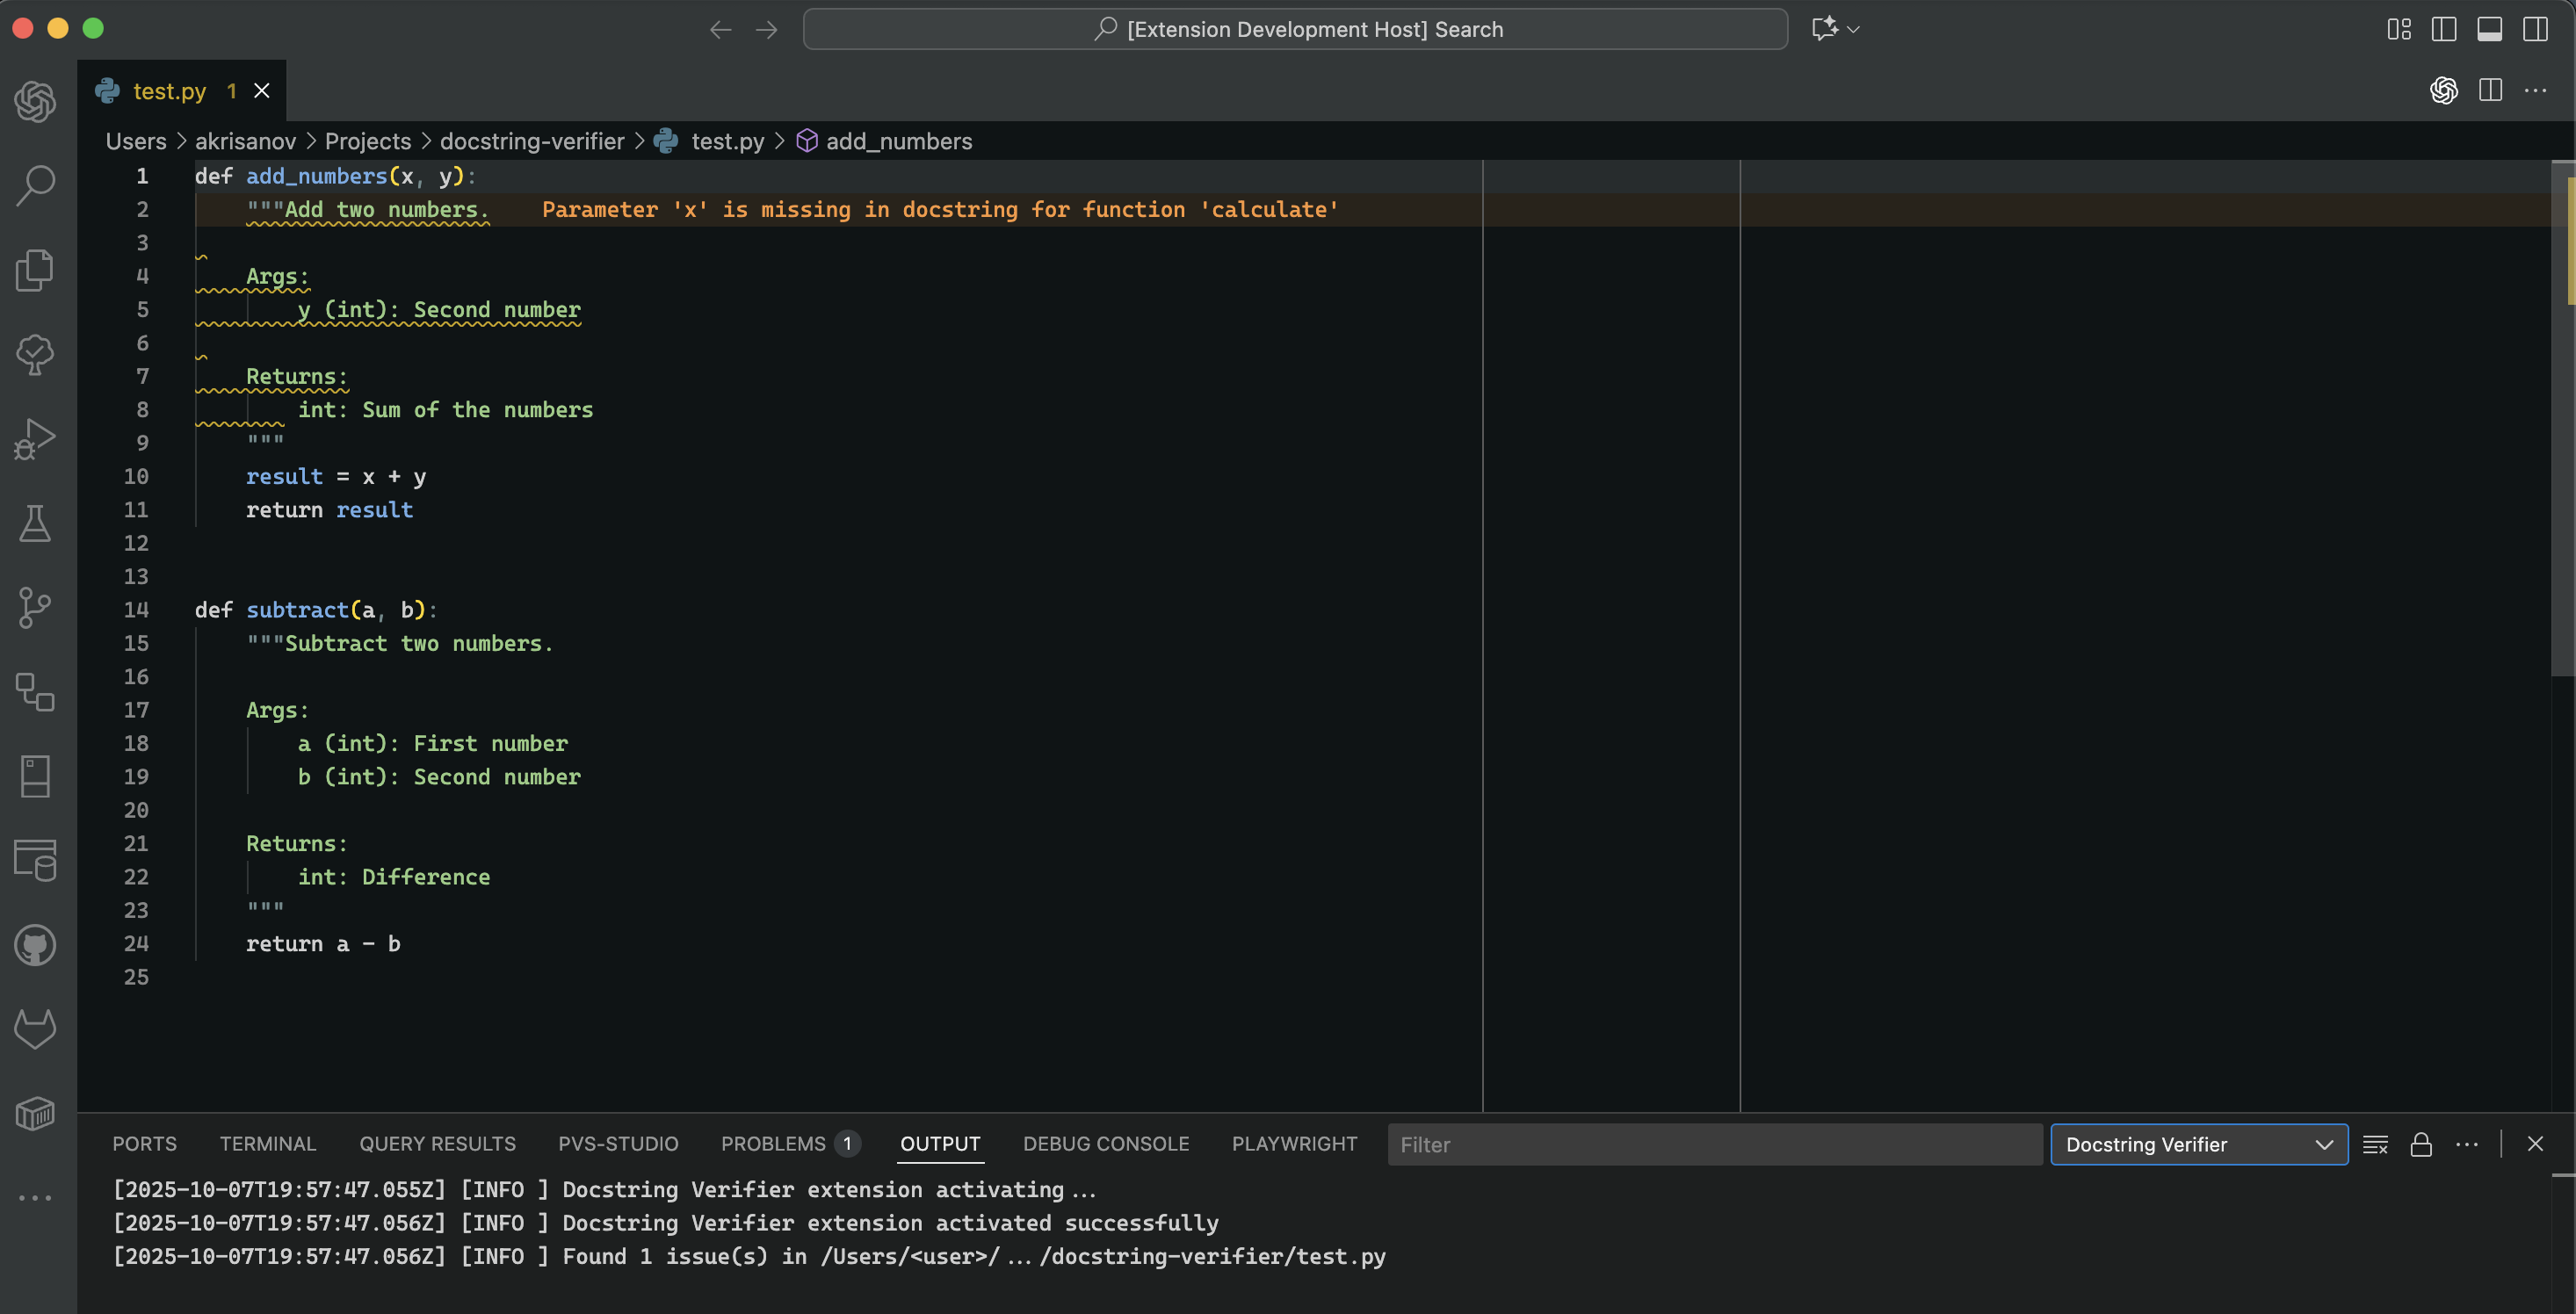 [Extension Development Host] Search
test.py 1
Users > akrisanov > Projects > docstring-verifier > test.py > add_numbers
1 def add_numbers(x, y):
2 """Add two numbers. Parameter 'x' is missing in docstring for function 'calculate'
3
4 Args:
5 y (int): Second number
6
7 Returns:
8 int: Sum of the numbers
9 """
10 result = x + y
11 return result
12
13
14 def subtract(a, b):
15 """Subtract two numbers.
16
17 Args:
18 a (int): First number
19 b (int): Second number
20
21 Returns:
22 int: Difference
23 """
24 return a - b
25
PORTS TERMINAL QUERY RESULTS PVS-STUDIO PROBLEMS 1 OUTPUT DEBUG CONSOLE PLAYWRIGHT Filter Docstring Verifier
[2025-10-07T19:57:47.055Z] [INFO ] Docstring Verifier extension activating...
[2025-10-07T19:57:47.056Z] [INFO ] Docstring Verifier extension activated successfully
[2025-10-07T19:57:47.056Z] [INFO ] Found 1 issue(s) in /Users/<user>/.../docstring-verifier/test.py